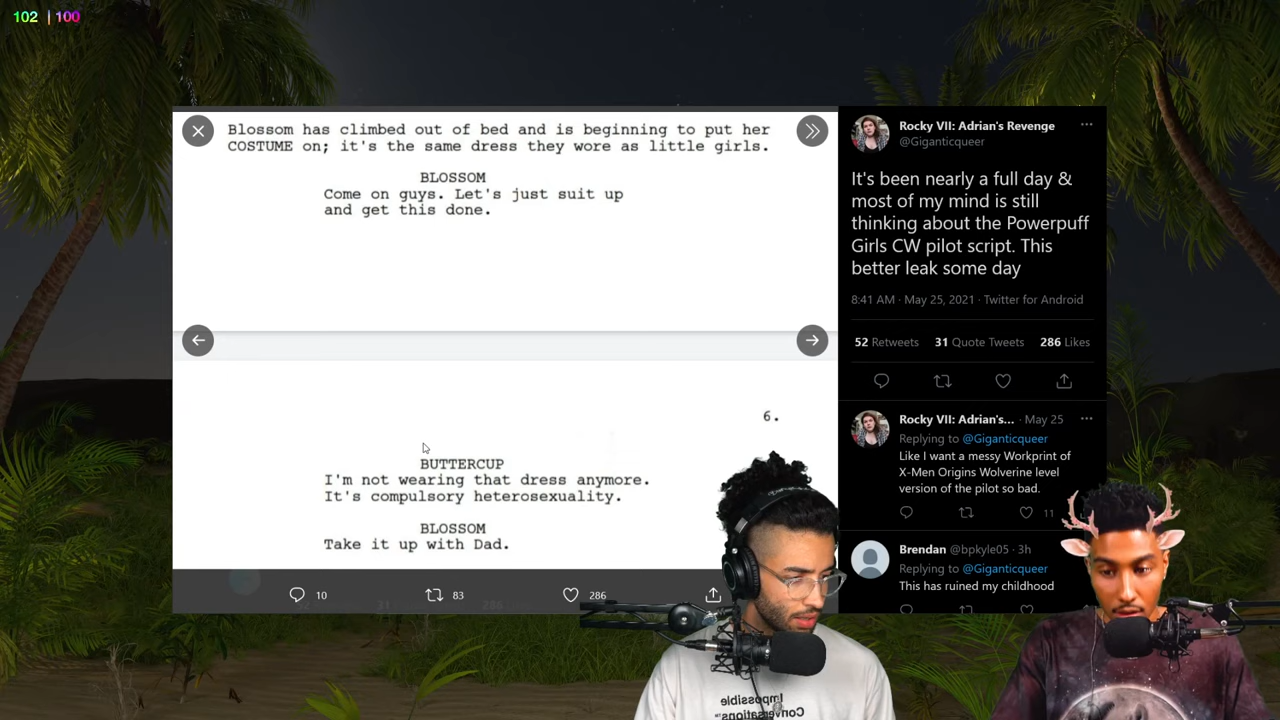 102 | 100
Blossom has climbed out of bed and is beginning to put her
COSTUME on; it's the same dress they wore as little girls.
BLOSSOM
Come on guys. Let's just suit up
and get this done.
6.
BUTTERCUP
I'm not wearing that dress anymore.
It's compulsory heterosexuality.
BLOSSOM
Take it up with Dad.
10
83
286
Rocky VII: Adrian's Revenge
@Giganticqueer
It's been nearly a full day &
most of my mind is still
thinking about the Powerpuff
Girls CW pilot script. This
better leak some day
8:41 AM · May 25, 2021 · Twitter for Android
52 Retweets 31 Quote Tweets 286 Likes
Rocky VII: Adrian's... · May 25
Replying to @Giganticqueer
Like I want a messy Workprint of
X-Men Origins Wolverine level
version of the pilot so bad.
11
Brendan @bpkyle05 · 3h
Replying to @Giganticqueer
This has ruined my childhood
Impossible
Conversations